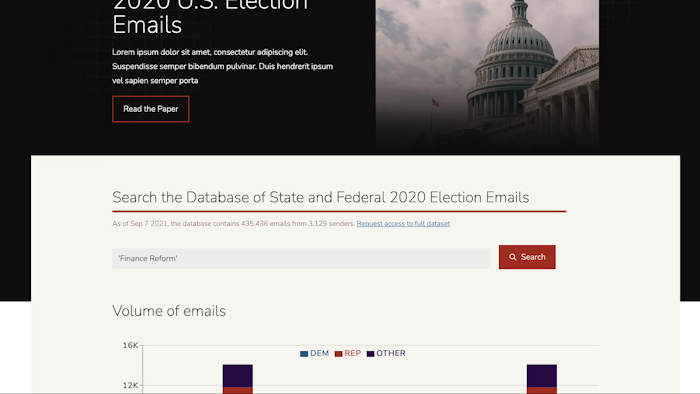 2020 U.S. Election
Emails
Lorem ipsum dolor sit amet, consectetur adipiscing elit.
Suspendisse semper bibendum pulvinar. Duis hendrerit ipsum
vel sapien semper porta
Read the Paper
Search the Database of State and Federal 2020 Election Emails
As of Sep 7 2021, the database contains 435,436 emails from 3,129 senders. Request access to full dataset
'Finance Reform'
Search
Volume of emails
16K
DEM REP OTHER
12K